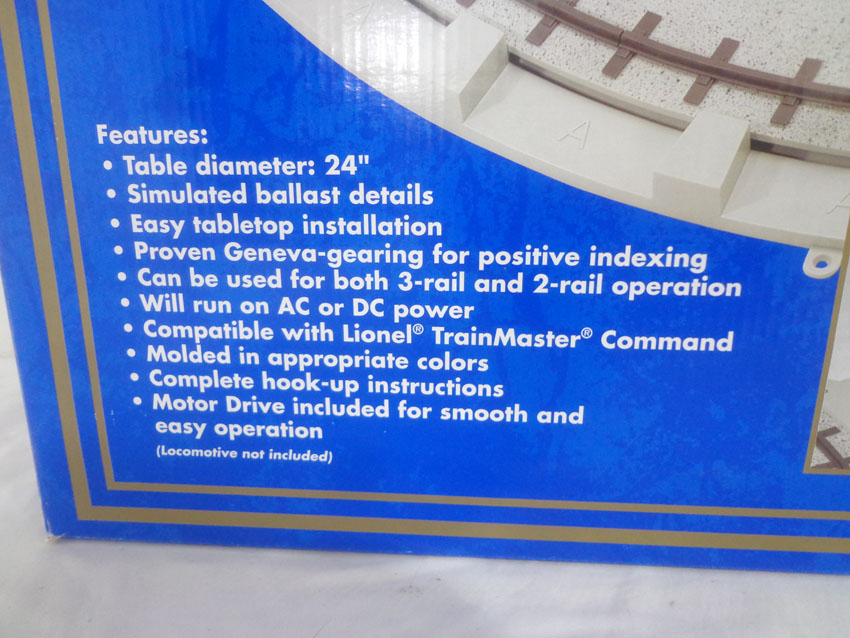 Features:
• Table diameter: 24"
• Simulated ballast details
• Easy tabletop installation
• Proven Geneva-gearing for positive indexing
• Can be used for both 3-rail and 2-rail operation
• Will run on AC or DC power
• Compatible with Lionel® TrainMaster® Command
• Molded in appropriate colors
• Complete hook-up instructions
• Motor Drive included for smooth and
easy operation
(Locomotive not included)
A
A